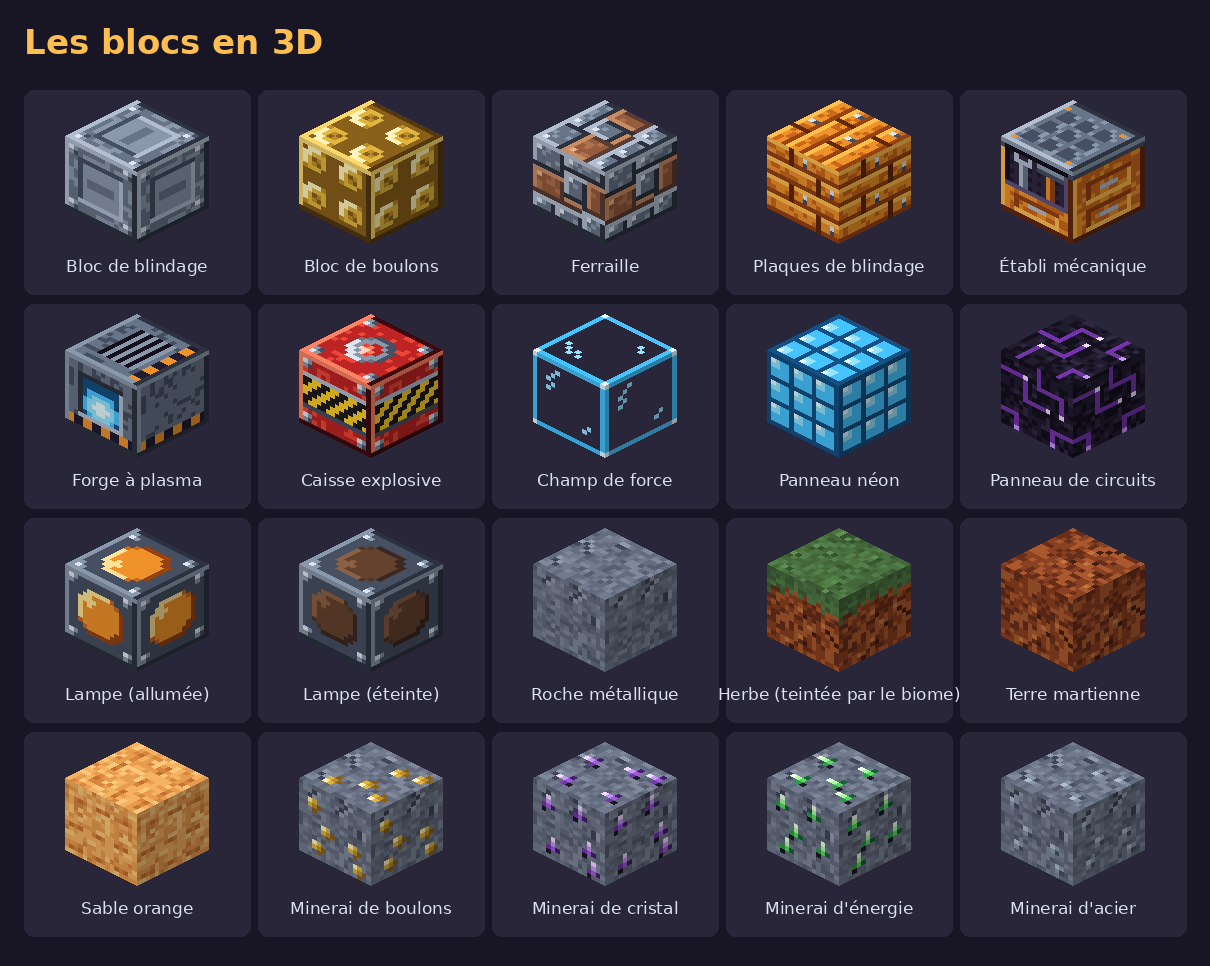 Les blocs en 3D
Bloc de blindage
Bloc de boulons
Ferraille
Plaques de blindage
Établi mécanique
Forge à plasma
Caisse explosive
Champ de force
Panneau néon
Panneau de circuits
Lampe (allumée)
Lampe (éteinte)
Roche métallique
Herbe (teintée par le biome)
Terre martienne
Sable orange
Minerai de boulons
Minerai de cristal
Minerai d'énergie
Minerai d'acier